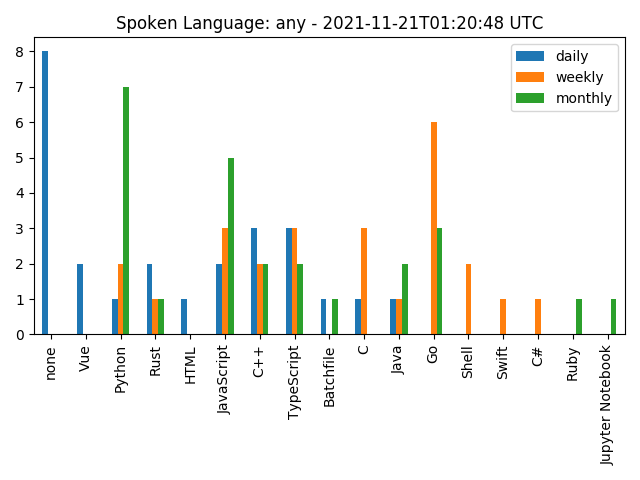 Spoken Language: any - 2021-11-21T01:20:48 UTC
daily
weekly
monthly
8
7
6
5
4
3
2
1
0
none
Vue
Python
Rust
HTML
JavaScript
C++
TypeScript
Batchfile
C
Java
Go
Shell
Swift
C#
Ruby
Jupyter Notebook